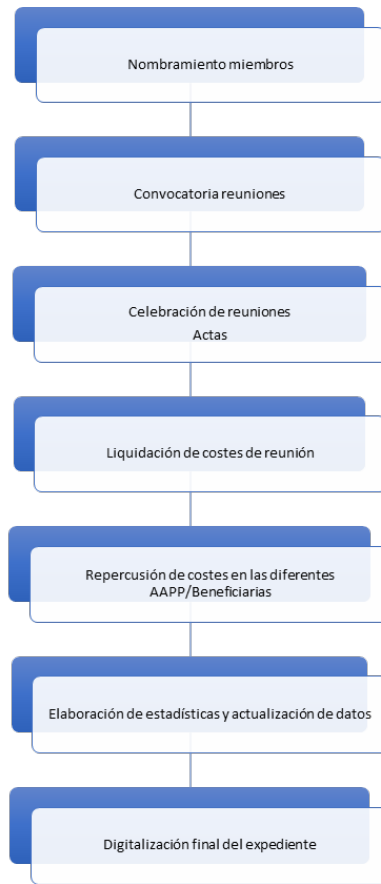 Nombramiento miembros
Convocatoria reuniones
Celebración de reuniones
Actas
Liquidación de costes de reunión
Repercusión de costes en las diferentes
AAPP/Beneficiarias
Elaboración de estadísticas y actualización de datos
Digitalización final del expediente